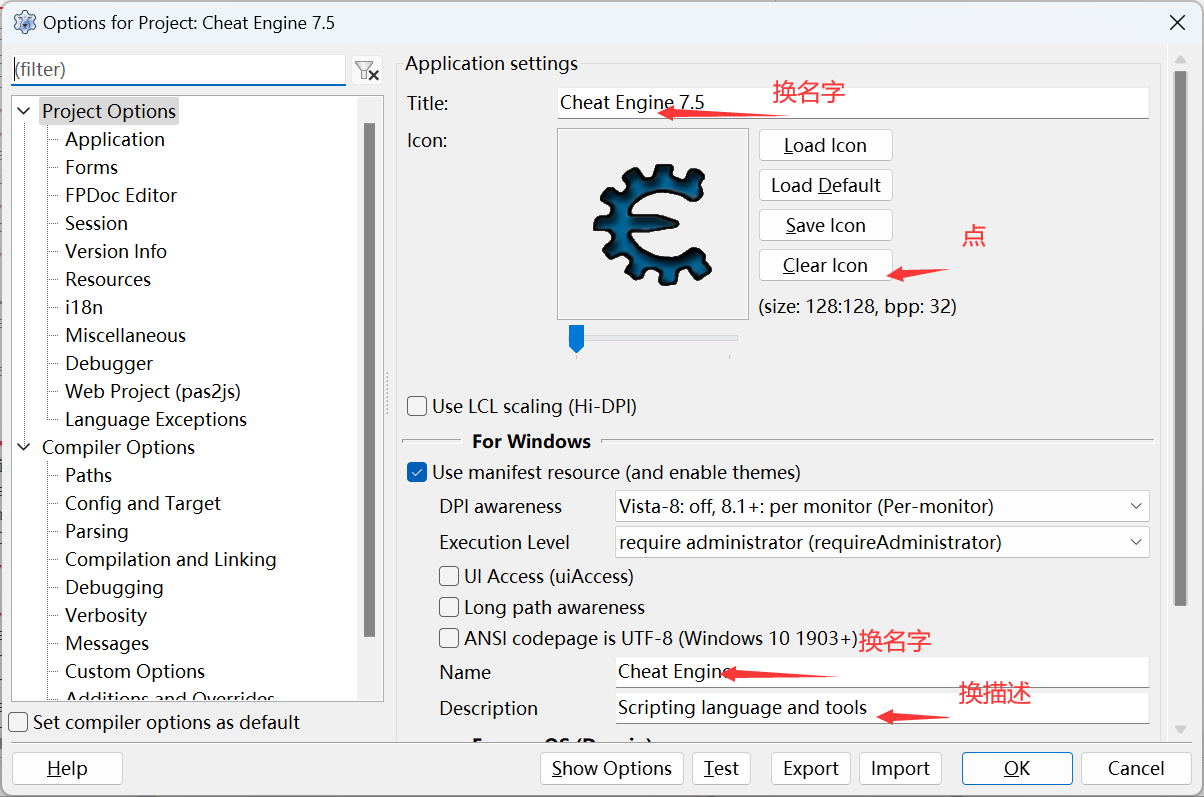 Options for Project: Cheat Engine 7.5
(filter)
Project Options
Application
Forms
FPDoc Editor
Session
Version Info
Resources
i18n
Miscellaneous
Debugger
Web Project (pas2js)
Language Exceptions
Compiler Options
Paths
Config and Target
Parsing
Compilation and Linking
Debugging
Verbosity
Messages
Custom Options
Additions and Overrides
Set compiler options as default
Application settings
Title:
Cheat Engine 7.5
换名字
Icon:
Load Icon
Load Default
Save Icon
点
Clear Icon
(size: 128:128, bpp: 32)
Use LCL scaling (Hi-DPI)
For Windows
Use manifest resource (and enable themes)
DPI awareness
Vista-8: off, 8.1+: per monitor (Per-monitor)
Execution Level
require administrator (requireAdministrator)
UI Access (uiAccess)
Long path awareness
ANSI codepage is UTF-8 (Windows 10 1903+)
换名字
Name
Cheat Engine
换描述
Description
Scripting language and tools
Help
Show Options
Test
Export
Import
OK
Cancel